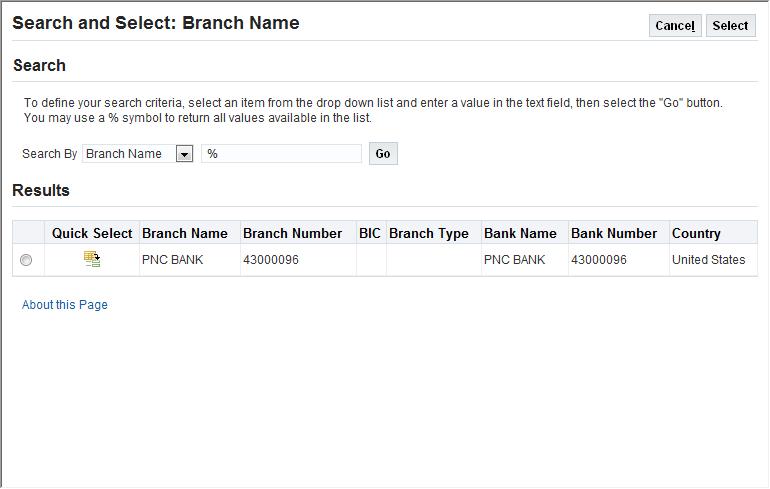 Search and Select: Branch Name
Cancel Select
Search
To define your search criteria, select an item from the drop down list and enter a value in the text field, then select the "Go" button.
You may use a % symbol to return all values available in the list.
Search By Branch Name % Go
Results
Quick Select Branch Name Branch Number BIC Branch Type Bank Name Bank Number Country
PNC BANK 43000096 PNC BANK 43000096 United States
About this Page